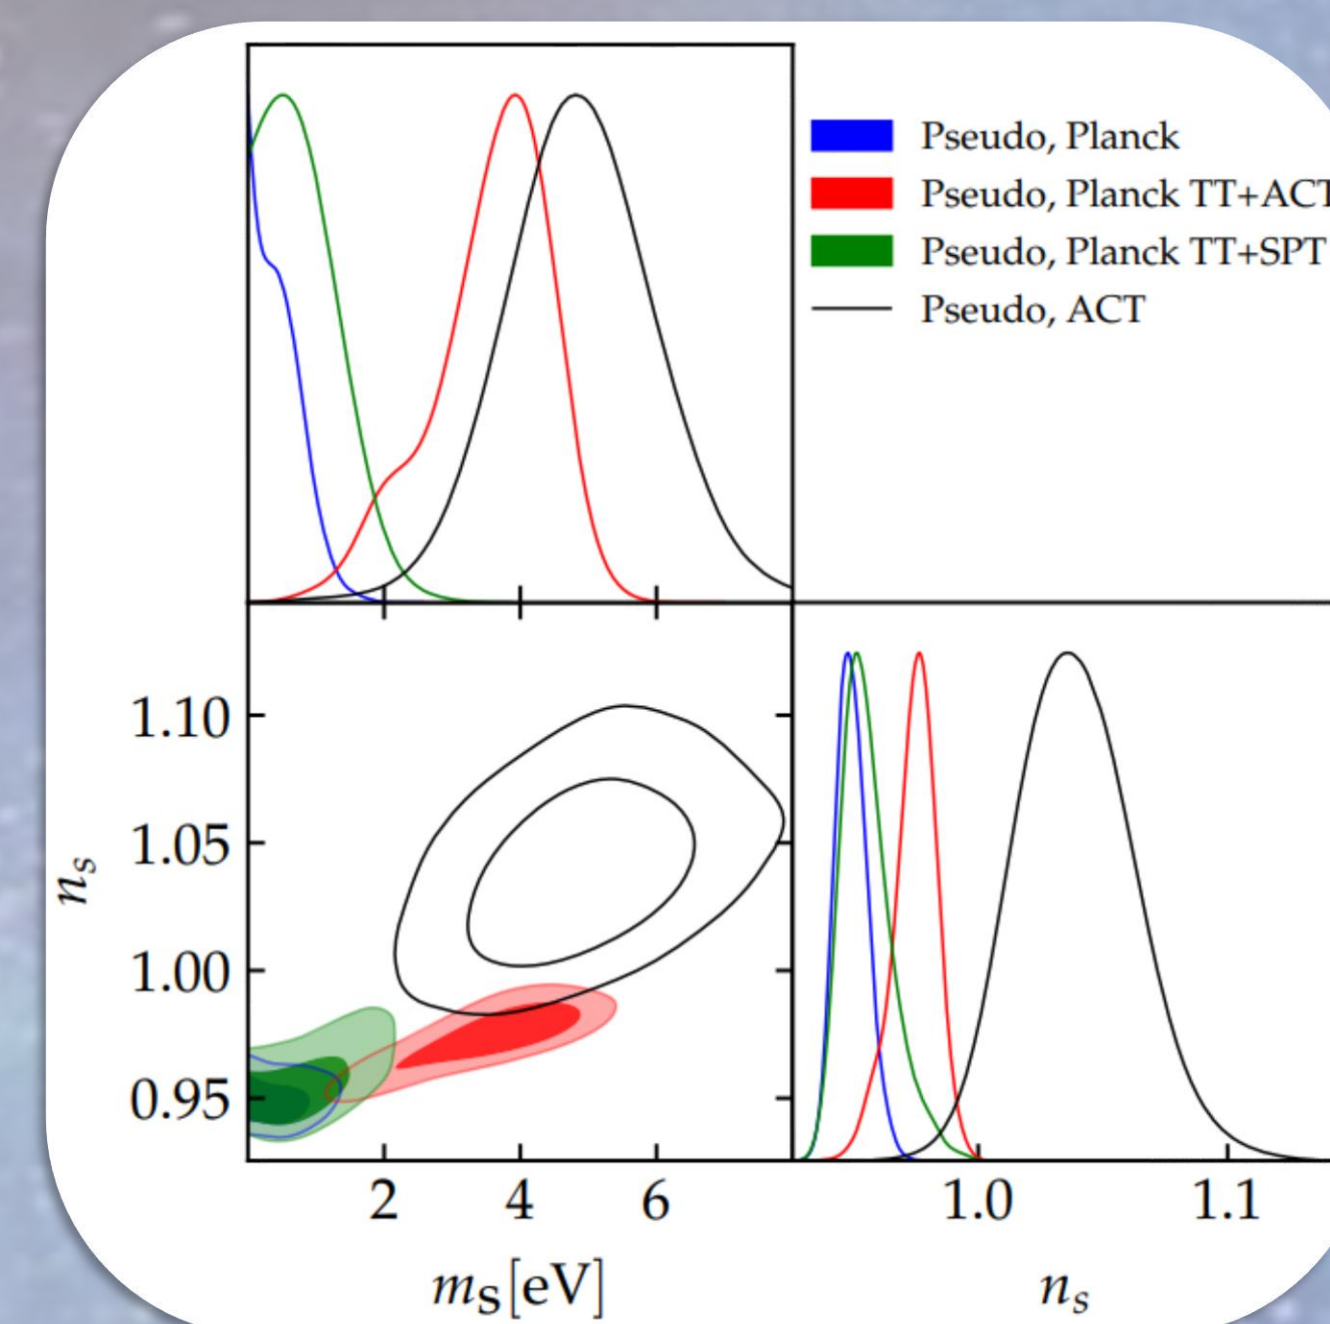 Pseudo, Planck
Pseudo, Planck TT+ACT
Pseudo, Planck TT+SPT
Pseudo, ACT
1.10
1.05
1.00
0.95
n_s
2 4 6 1.0 1.1
m_S[eV] n_s